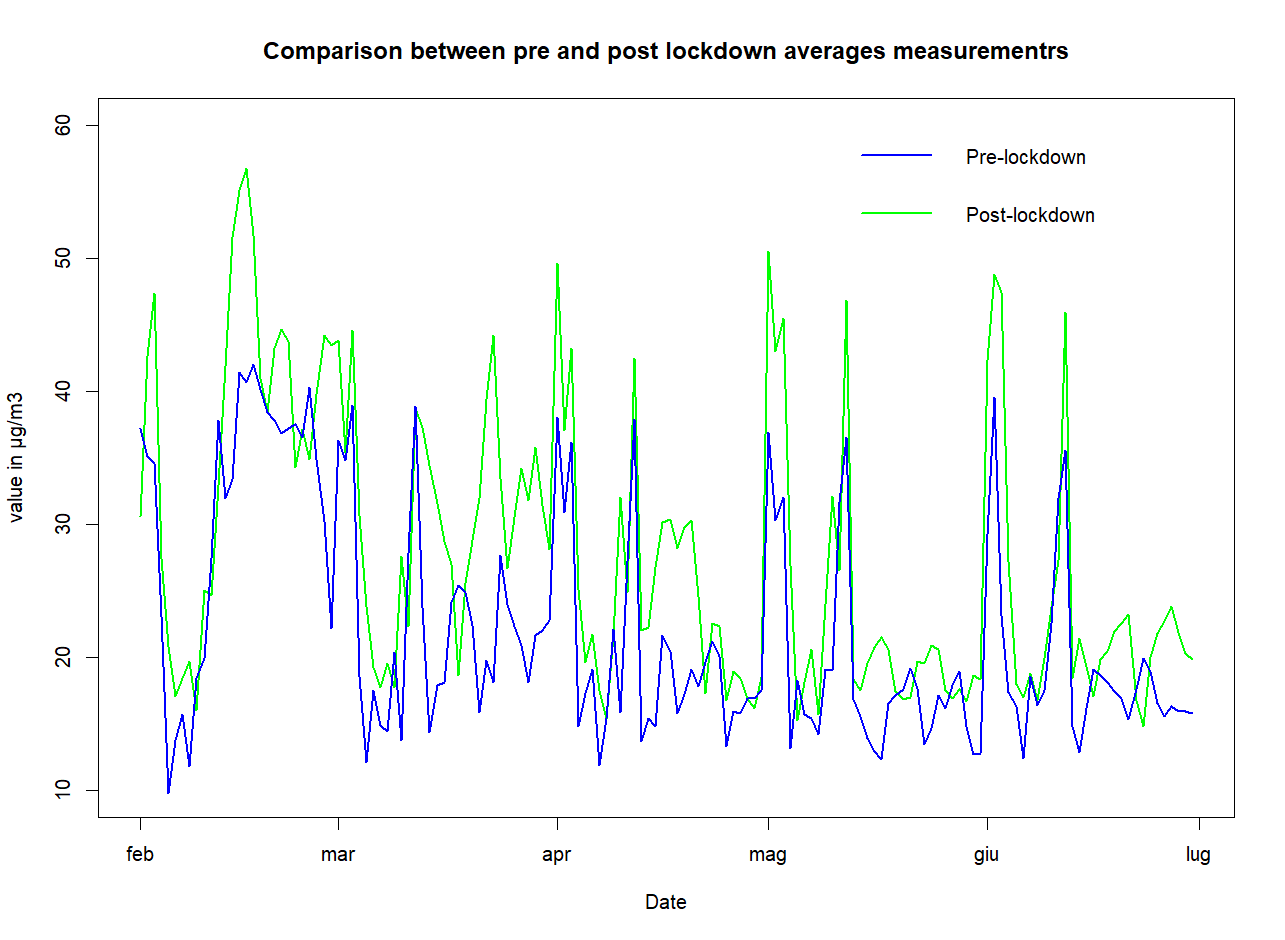 Comparison between pre and post lockdown averages measurementrs
60
50
40
30
20
10
value in µg/m3
Pre-lockdown
Post-lockdown
feb mar apr mag giu lug
Date